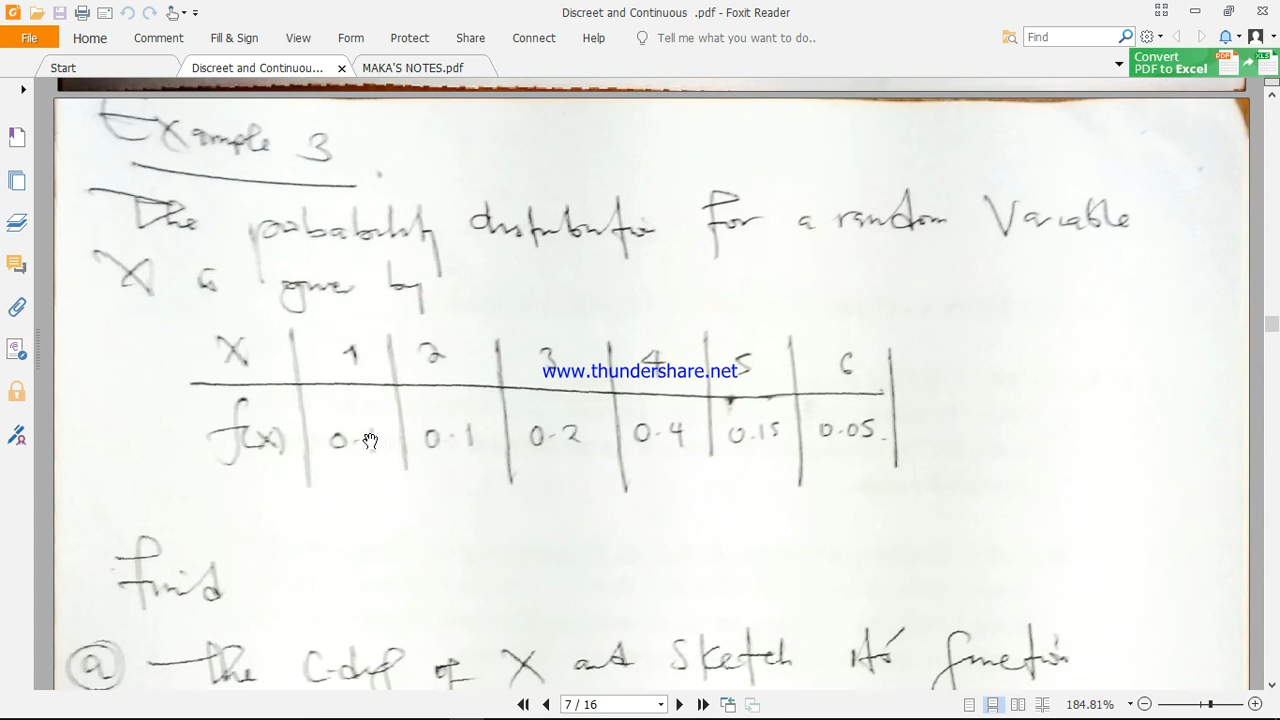 Discreet and Continuous .pdf - Foxit Reader
File Home Comment Fill & Sign View Form Protect Share Connect Help Tell me what you want to do.. Find
Start Discreet and Continuou... MAKA'S NOTES.pdf
Convert
PDF to Excel
Example 3
The probability distribution for a random Variable
X is given by
X 1 2 3 4 5 6
www.thundershare.net
f(x) 0. 0.1 0.2 0.4 0.15 0.05
find
(a) the c.d.f of X and sketch its function
7 / 16 184.81%